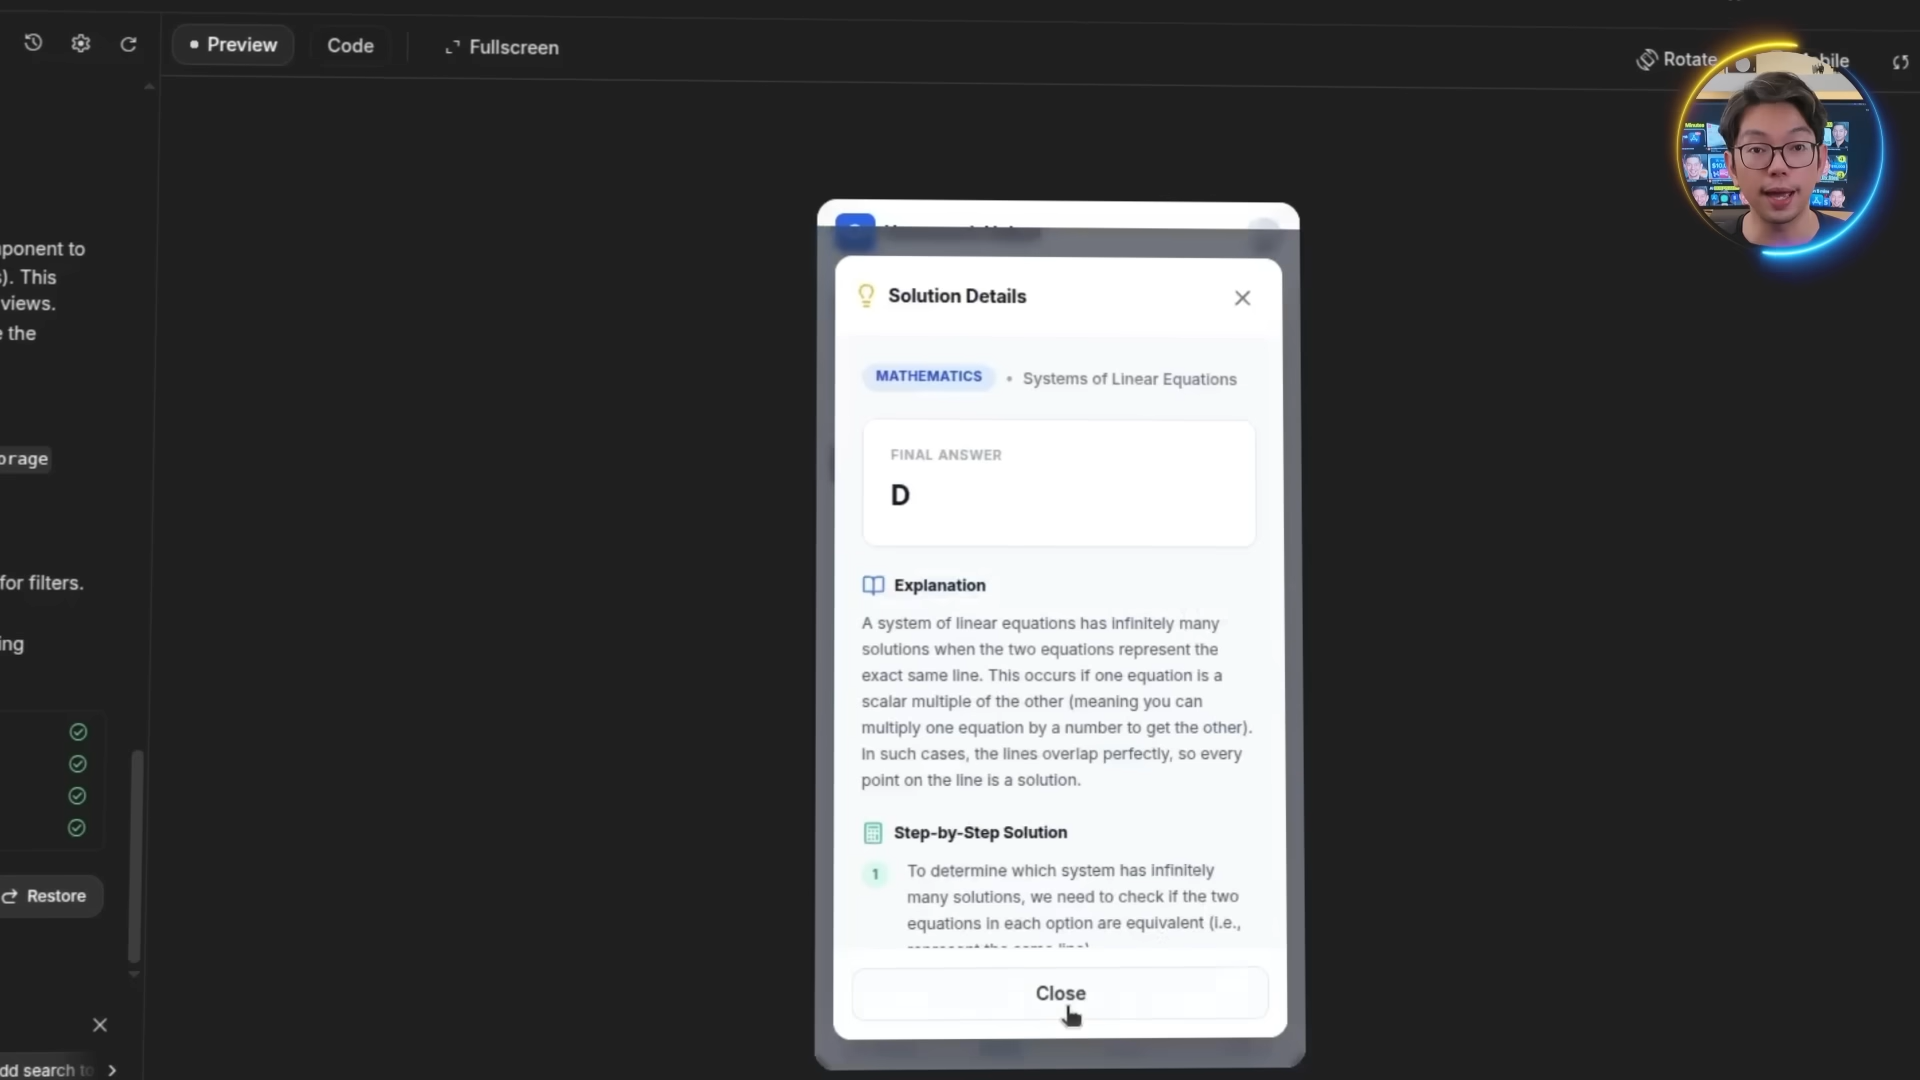 Preview
Code
Fullscreen
Rotate
ponent to
s). This
views.
e the
orage
for filters.
ing
Restore
dd search to
Solution Details
MATHEMATICS • Systems of Linear Equations
FINAL ANSWER
D
Explanation
A system of linear equations has infinitely many
solutions when the two equations represent the
exact same line. This occurs if one equation is a
scalar multiple of the other (meaning you can
multiply one equation by a number to get the other).
In such cases, the lines overlap perfectly, so every
point on the line is a solution.
Step-by-Step Solution
1 To determine which system has infinitely
many solutions, we need to check if the two
equations in each option are equivalent (i.e.,
represent the same line)
Close